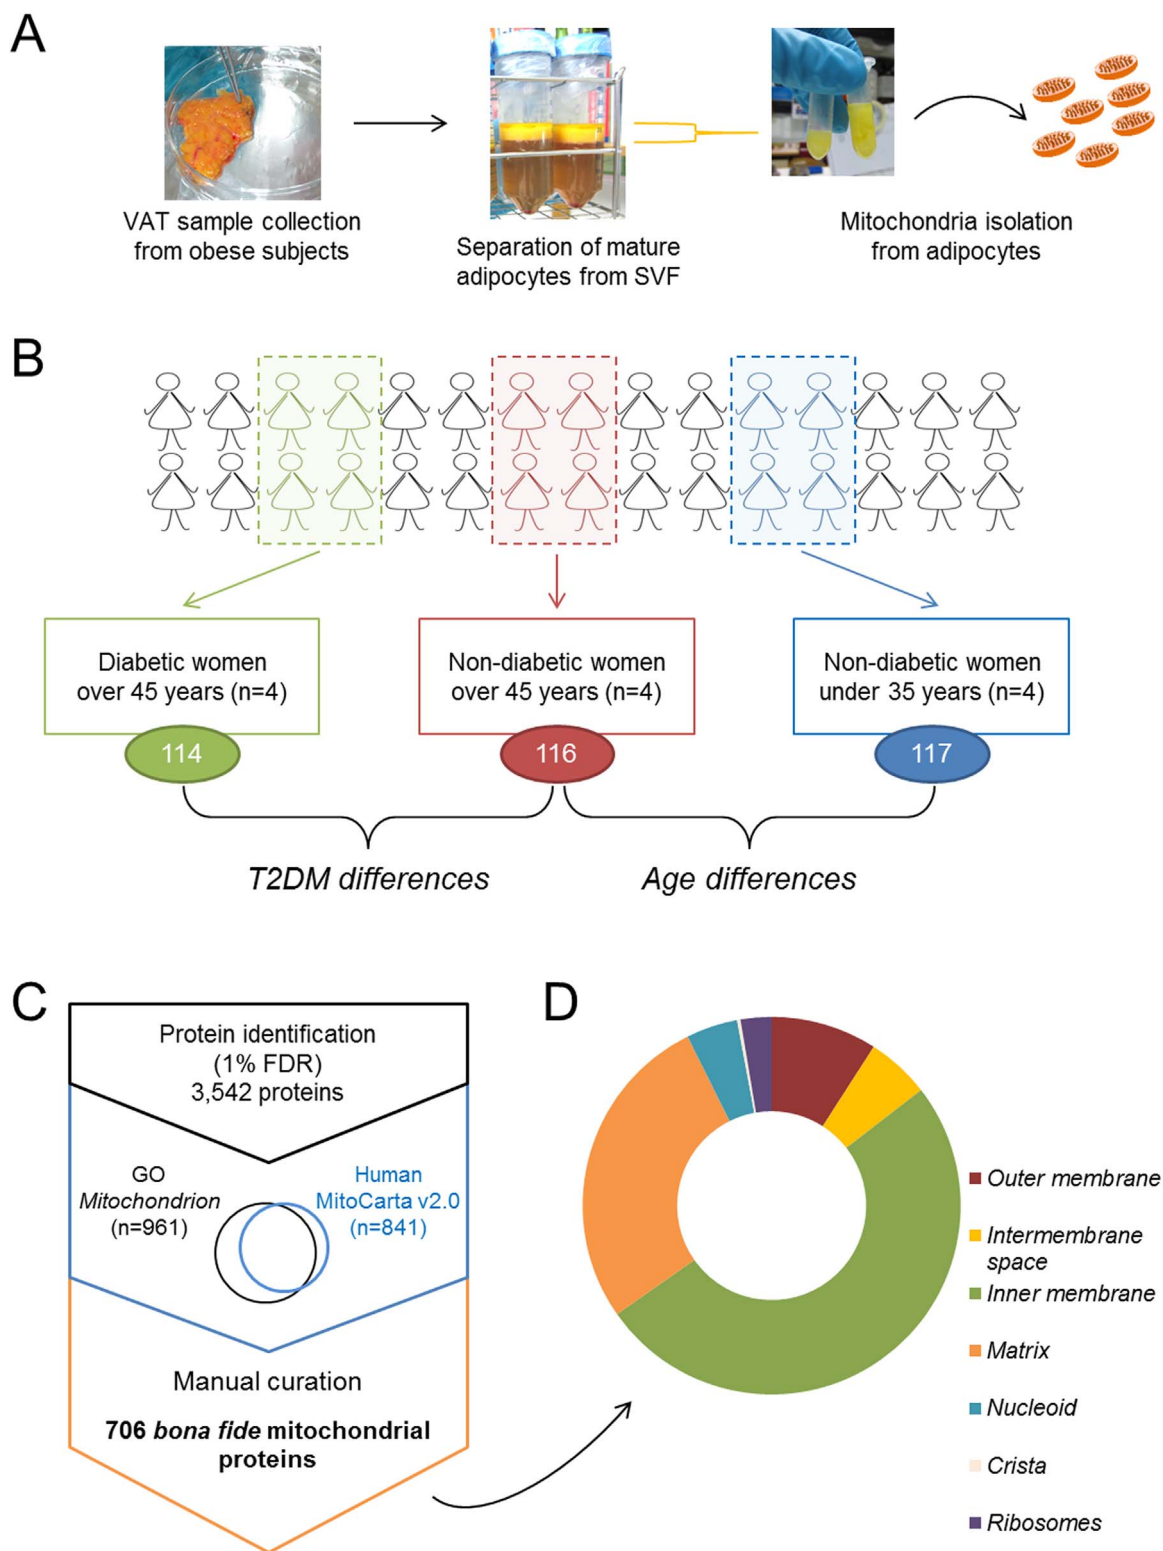 A
VAT sample collection
from obese subjects
Separation of mature
adipocytes from SVF
Mitochondria isolation
from adipocytes
B
Diabetic women
over 45 years (n=4)
114
Non-diabetic women
over 45 years (n=4)
116
Non-diabetic women
under 35 years (n=4)
117
T2DM differences
Age differences
C
Protein identification
(1% FDR)
3,542 proteins
GO
Mitochondrion
(n=961)
Human
MitoCarta v2.0
(n=841)
Manual curation
706 bona fide mitochondrial
proteins
D
Outer membrane
Intermembrane
space
Inner membrane
Matrix
Nucleoid
Crista
Ribosomes